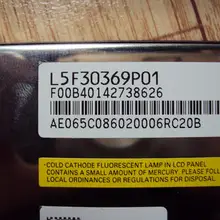 L5F30369P01
F00B40142738626
AE065C086020006RC20B
COLD CATHODE FLUORESCENT LAMP IN LCD PANEL
CONTAINS A SMALL AMOUNT OF MERCURY. PLEASE FO
LOCAL ORDINANCES OR REGULATIONS FOR DISPOSAL